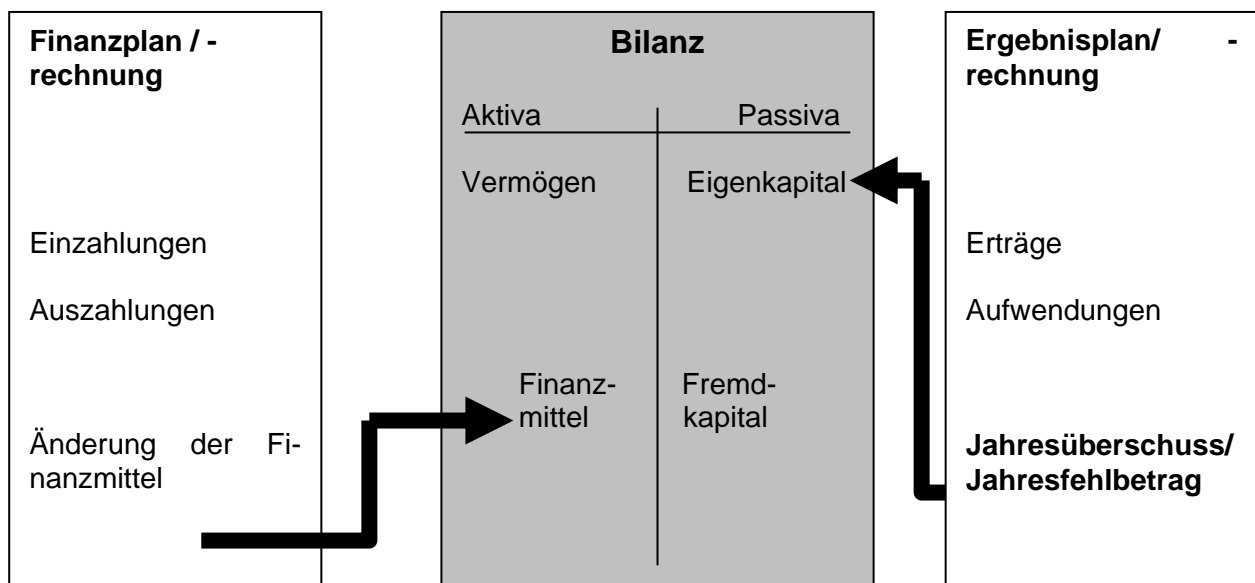 Finanzplan / -
rechnung
Einzahlungen
Auszahlungen
Änderung der Fi-
nanzmittel
Bilanz
Aktiva Passiva
Vermögen Eigenkapital
Finanz- Fremd-
mittel kapital
Ergebnisplan/ -
rechnung
Erträge
Aufwendungen
Jahresüberschuss/
Jahresfehlbetrag